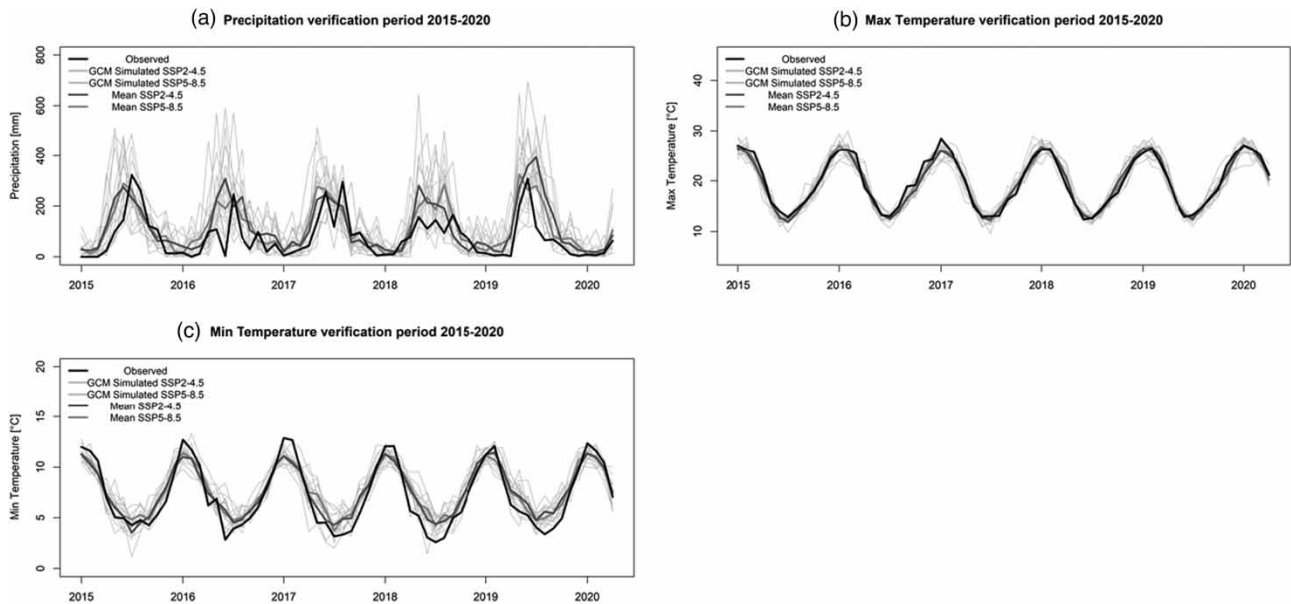 (a) Precipitation verification period 2015-2020
Precipitation [mm]
800
600
400
200
0
Observed
GCM Simulated SSP2-4.5
GCM Simulated SSP5-8.5
Mean SSP2-4.5
Mean SSP5-8.5
2015 2016 2017 2018 2019 2020
(b) Max Temperature verification period 2015-2020
Max Temperature [°C]
40
30
20
10
Observed
GCM Simulated SSP2-4.5
GCM Simulated SSP5-8.5
Mean SSP2-4.5
Mean SSP5-8.5
2015 2016 2017 2018 2019 2020
(c) Min Temperature verification period 2015-2020
Min Temperature [°C]
20
15
10
5
0
Observed
GCM Simulated SSP2-4.5
GCM Simulated SSP5-8.5
Mean SSP2-4.5
Mean SSP5-8.5
2015 2016 2017 2018 2019 2020